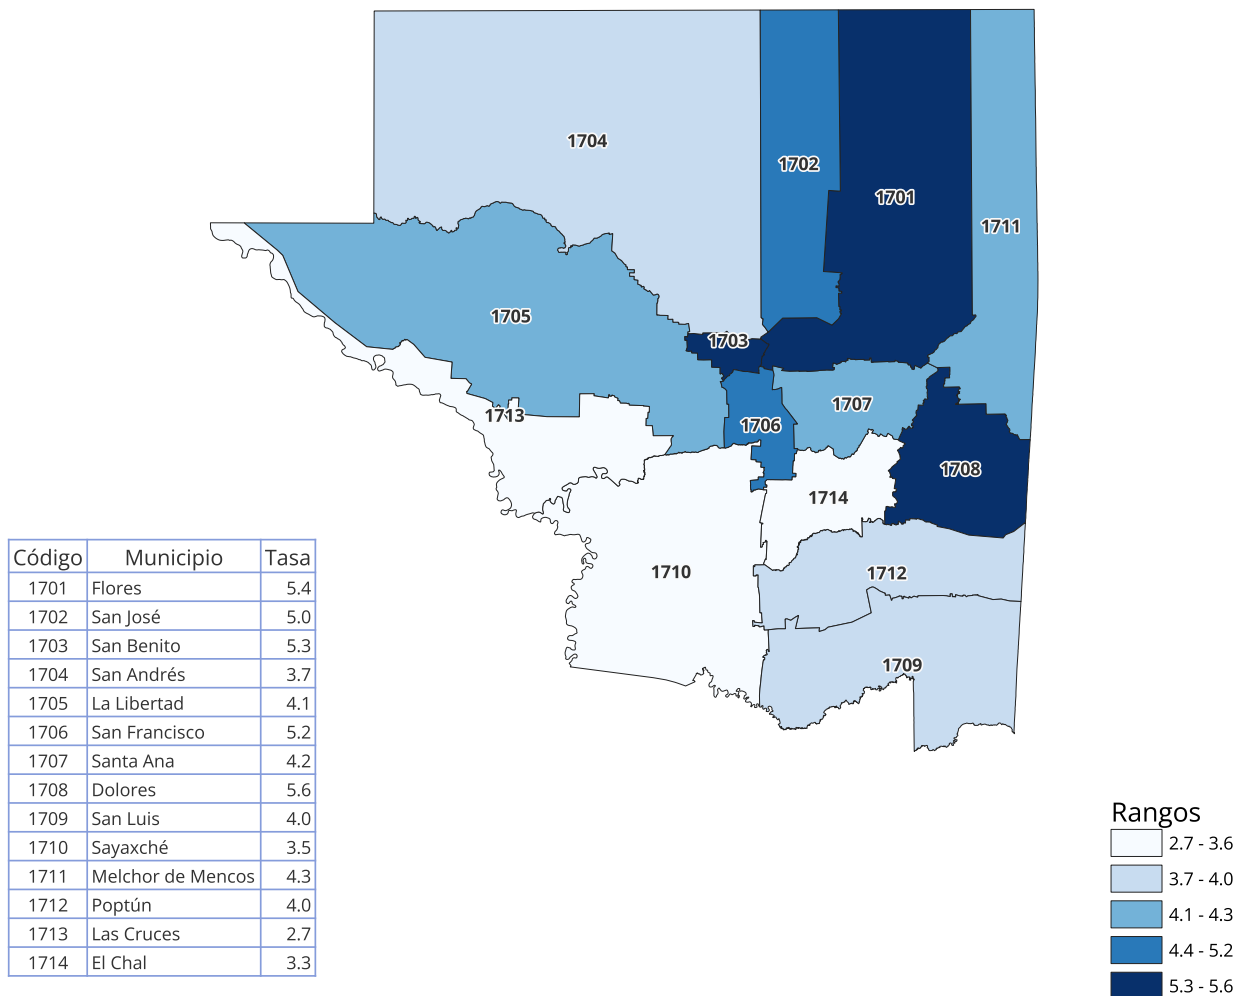 1704
1702
1701
1711
1705
1703
1707
1713
1706
1708
1714
1710
1712
1709
Código Municipio Tasa
1701 Flores 5.4
1702 San José 5.0
1703 San Benito 5.3
1704 San Andrés 3.7
1705 La Libertad 4.1
1706 San Francisco 5.2
1707 Santa Ana 4.2
1708 Dolores 5.6
1709 San Luis 4.0
1710 Sayaxché 3.5
1711 Melchor de Mencos 4.3
1712 Poptún 4.0
1713 Las Cruces 2.7
1714 El Chal 3.3
Rangos
2.7 - 3.6
3.7 - 4.0
4.1 - 4.3
4.4 - 5.2
5.3 - 5.6